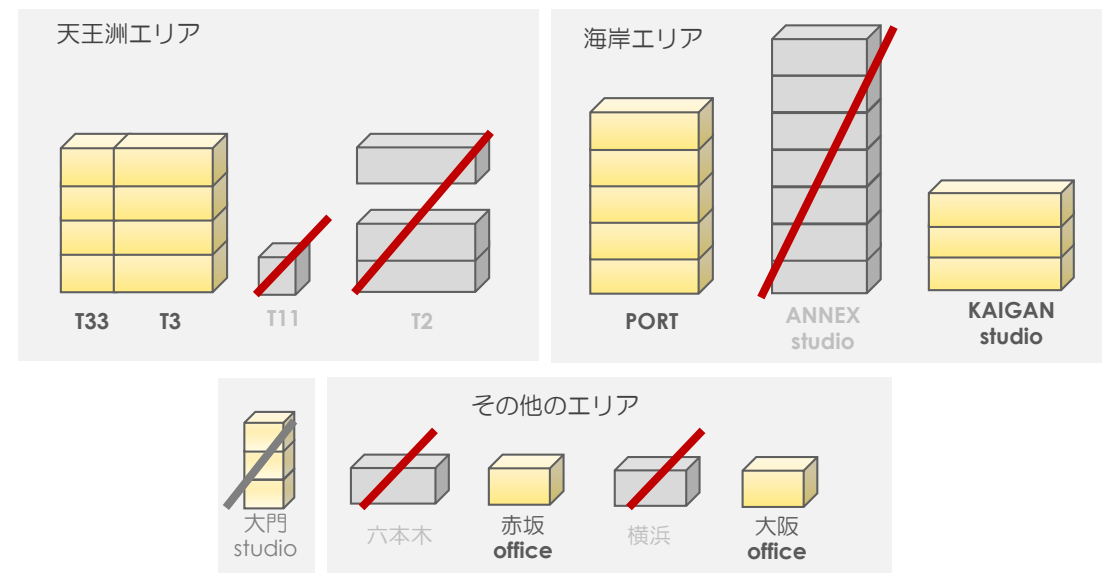 天王洲エリア
T33
T3
T11
T2
海岸エリア
PORT
ANNEX
studio
KAIGAN
studio
大門
studio
その他のエリア
六本木
赤坂
office
横浜
大阪
office